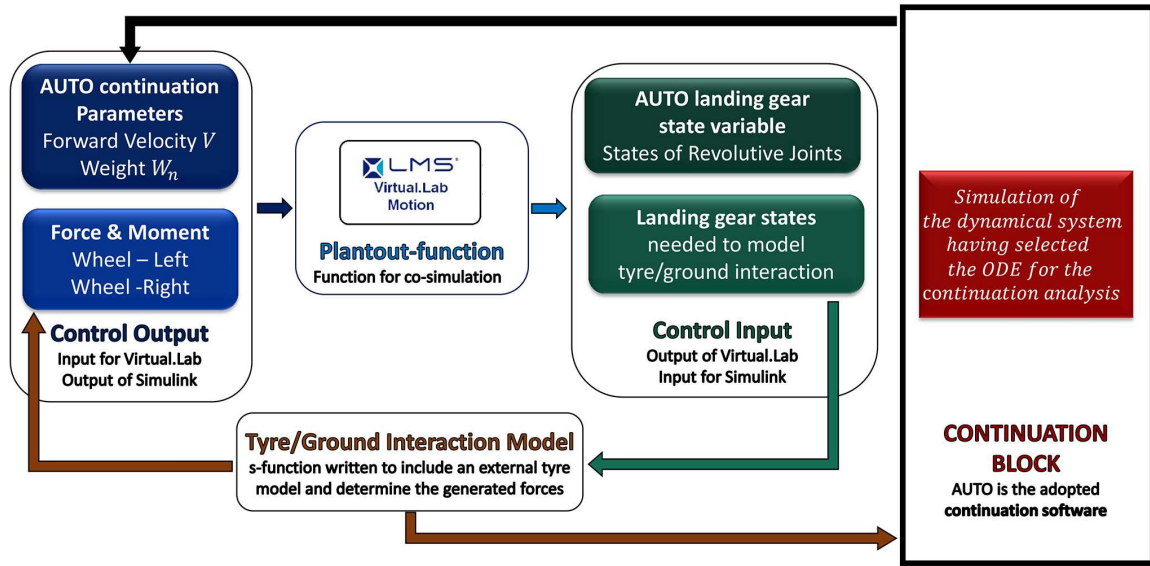 AUTO continuation
Parameters
Forward Velocity V
Weight Wₙ
Force & Moment
Wheel – Left
Wheel -Right
Control Output
Input for Virtual.Lab
Output of Simulink
LMS
Virtual.Lab
Motion
Plantout-function
Function for co-simulation
AUTO landing gear
state variable
States of Revolutive Joints
Landing gear states
needed to model
tyre/ground interaction
Control Input
Output of Virtual.Lab
Input for Simulink
Tyre/Ground Interaction Model
s-function written to include an external tyre
model and determine the generated forces
Simulation of
the dynamical system
having selected
the ODE for the
continuation analysis
CONTINUATION
BLOCK
AUTO is the adopted
continuation software